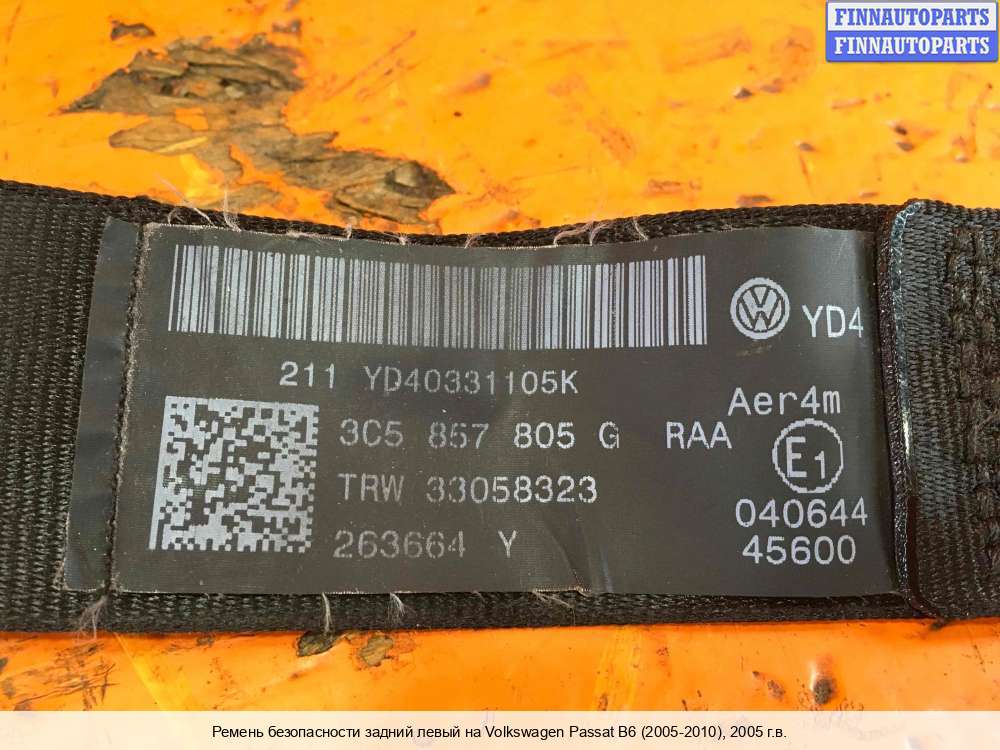 FINNAUTOPARTS
FINNAUTOPARTS
YD4
211 YD40331105K
Aer4m
3C5 857 805 G RAA
E1
TRW 33058323
040644
263664 Y
45600
Ремень безопасности задний левый на Volkswagen Passat B6 (2005-2010), 2005 г.в.